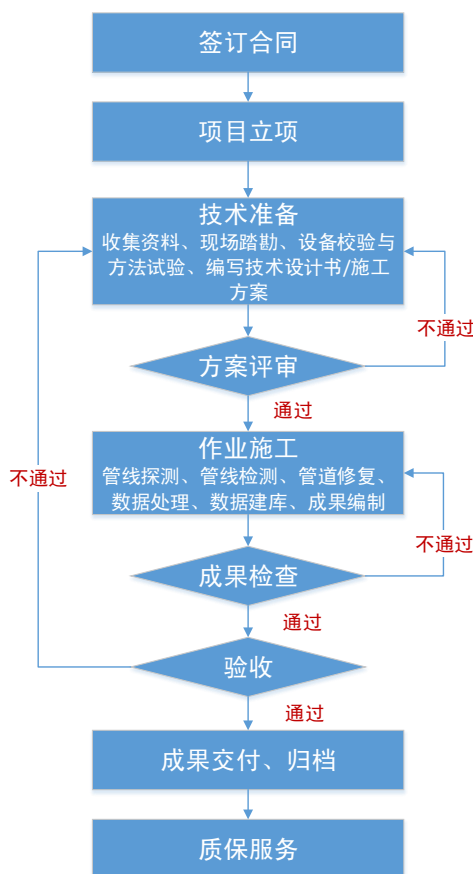 签订合同
项目立项
技术准备
收集资料、现场踏勘、设备校验与
方法试验、编写技术设计书/施工
方案
不通过
方案评审
通过
作业施工
管线探测、管线检测、管道修复、
数据处理、数据建库、成果编制
不通过
不通过
成果检查
通过
验收
通过
成果交付、归档
质保服务